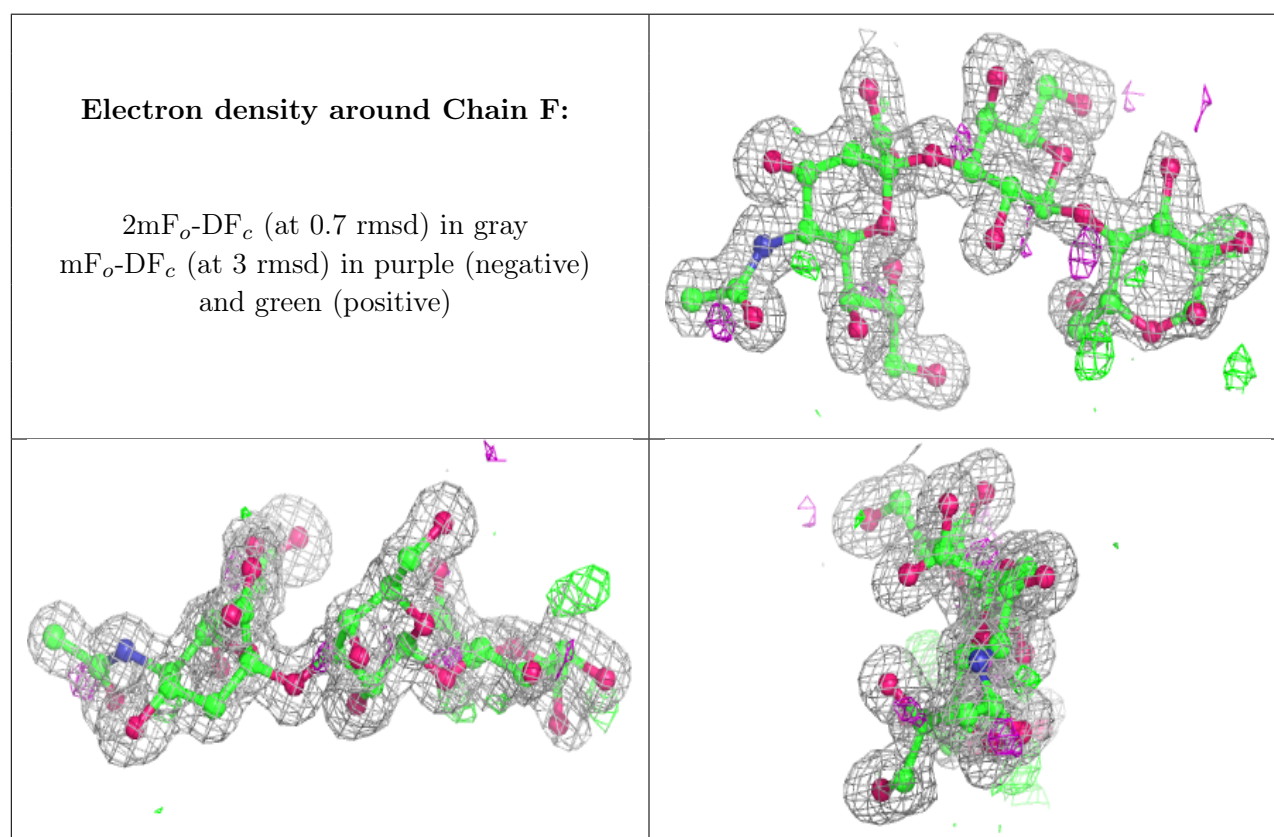 Electron density around Chain F:
2mFₒ-DF𝑐 (at 0.7 rmsd) in gray
mFₒ-DF𝑐 (at 3 rmsd) in purple (negative)
and green (positive)